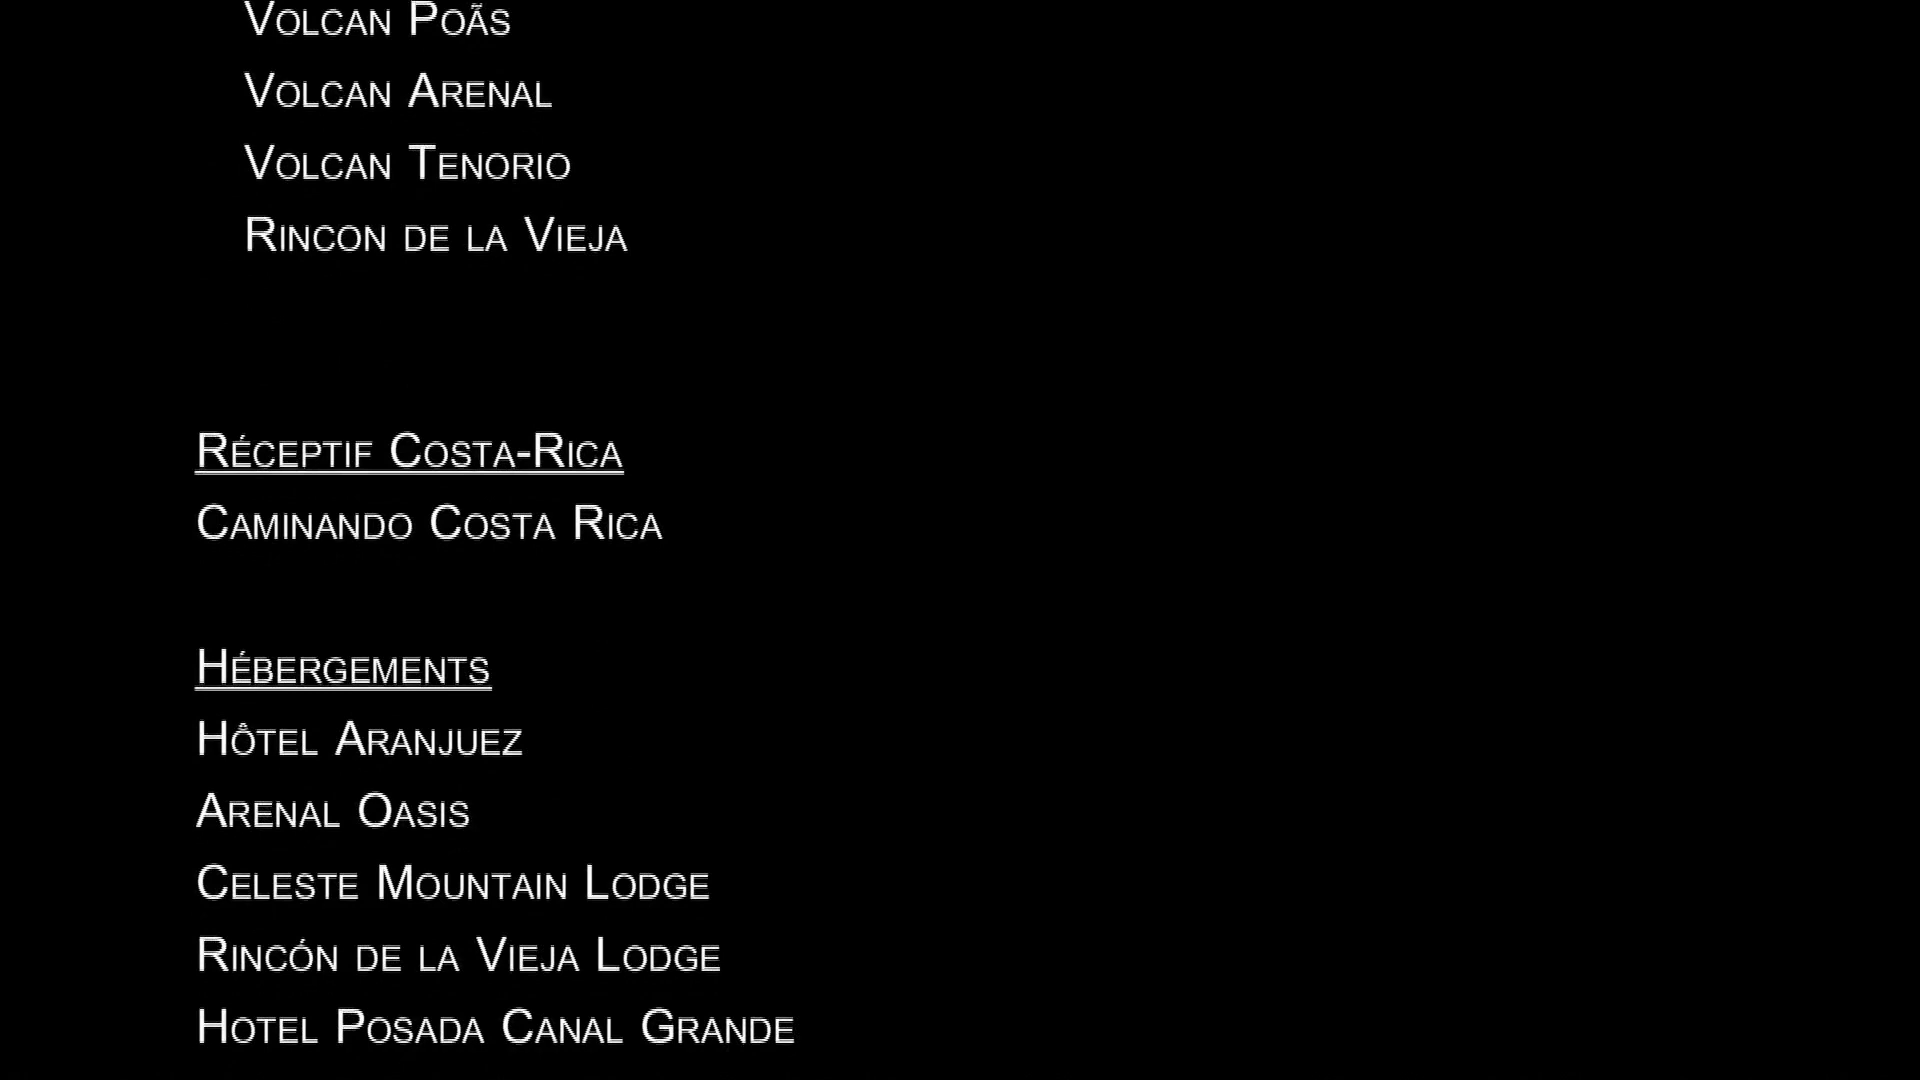 Volcan Poãs
Volcan Arenal
Volcan Tenorio
Rincon de la Vieja
Réceptif Costa-Rica
Caminando Costa Rica
Hébergements
Hôtel Aranjuez
Arenal Oasis
Celeste Mountain Lodge
Rincón de la Vieja Lodge
Hotel Posada Canal Grande